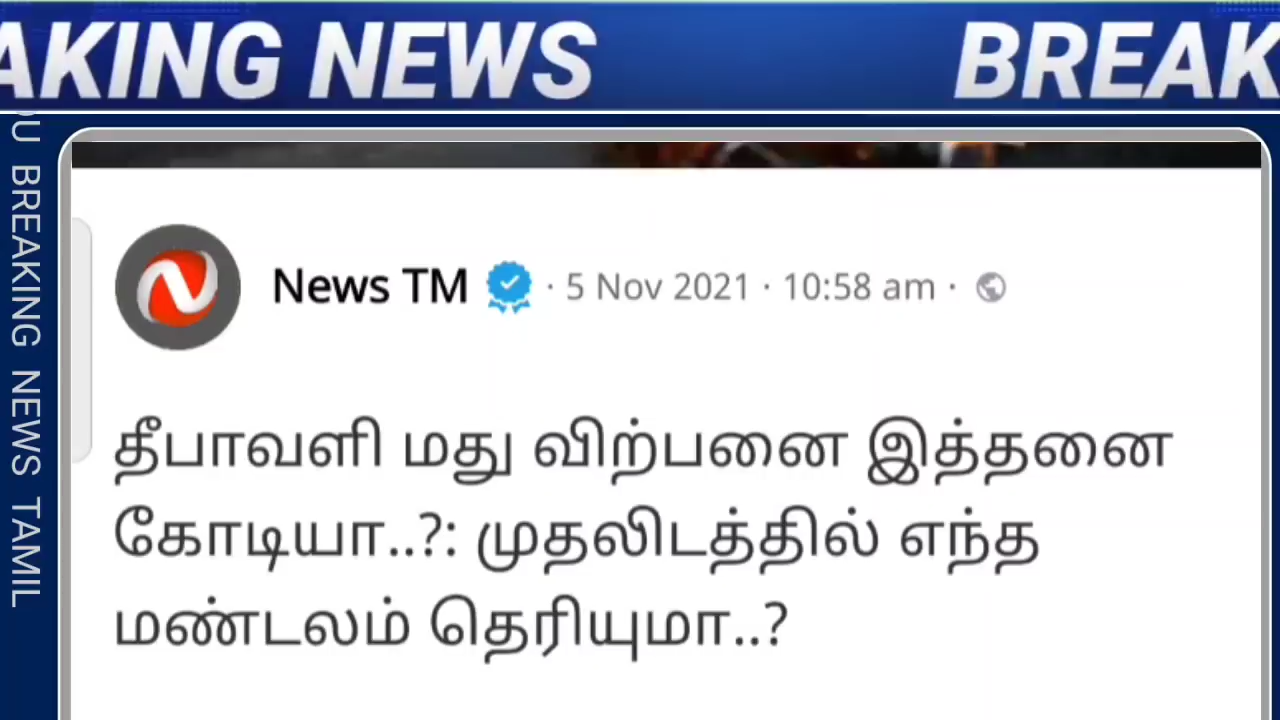 AKING NEWS BREAK
OU BREAKING NEWS TAMIL
News TM · 5 Nov 2021 · 10:58 am ·
தீபாவளி மது விற்பனை இத்தனை
கோடியா..?: முதலிடத்தில் எந்த
மண்டலம் தெரியுமா..?